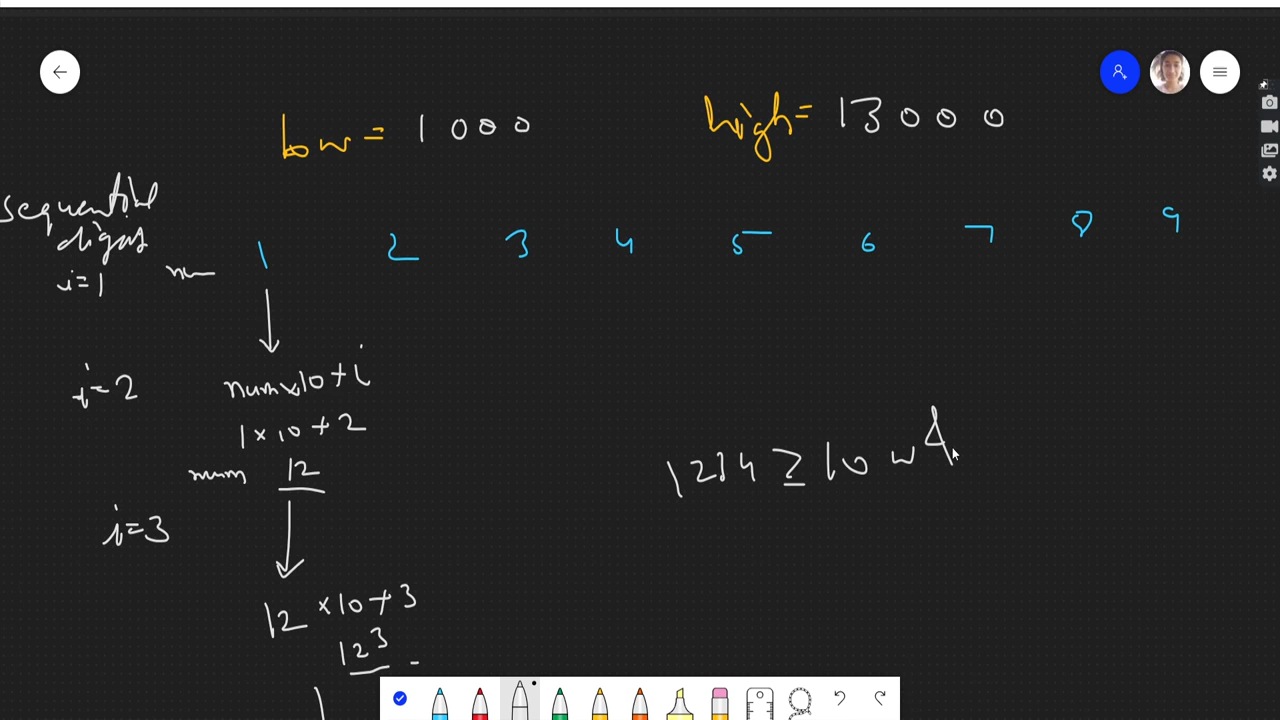 low = 1000
high = 13000
sequential
digits
1 2 3 4 5 6 7 8 9
i=1 num
i=2 num×10+i
1×10+2
num 12
1234 ≥ low &
i=3
12×10+3
123